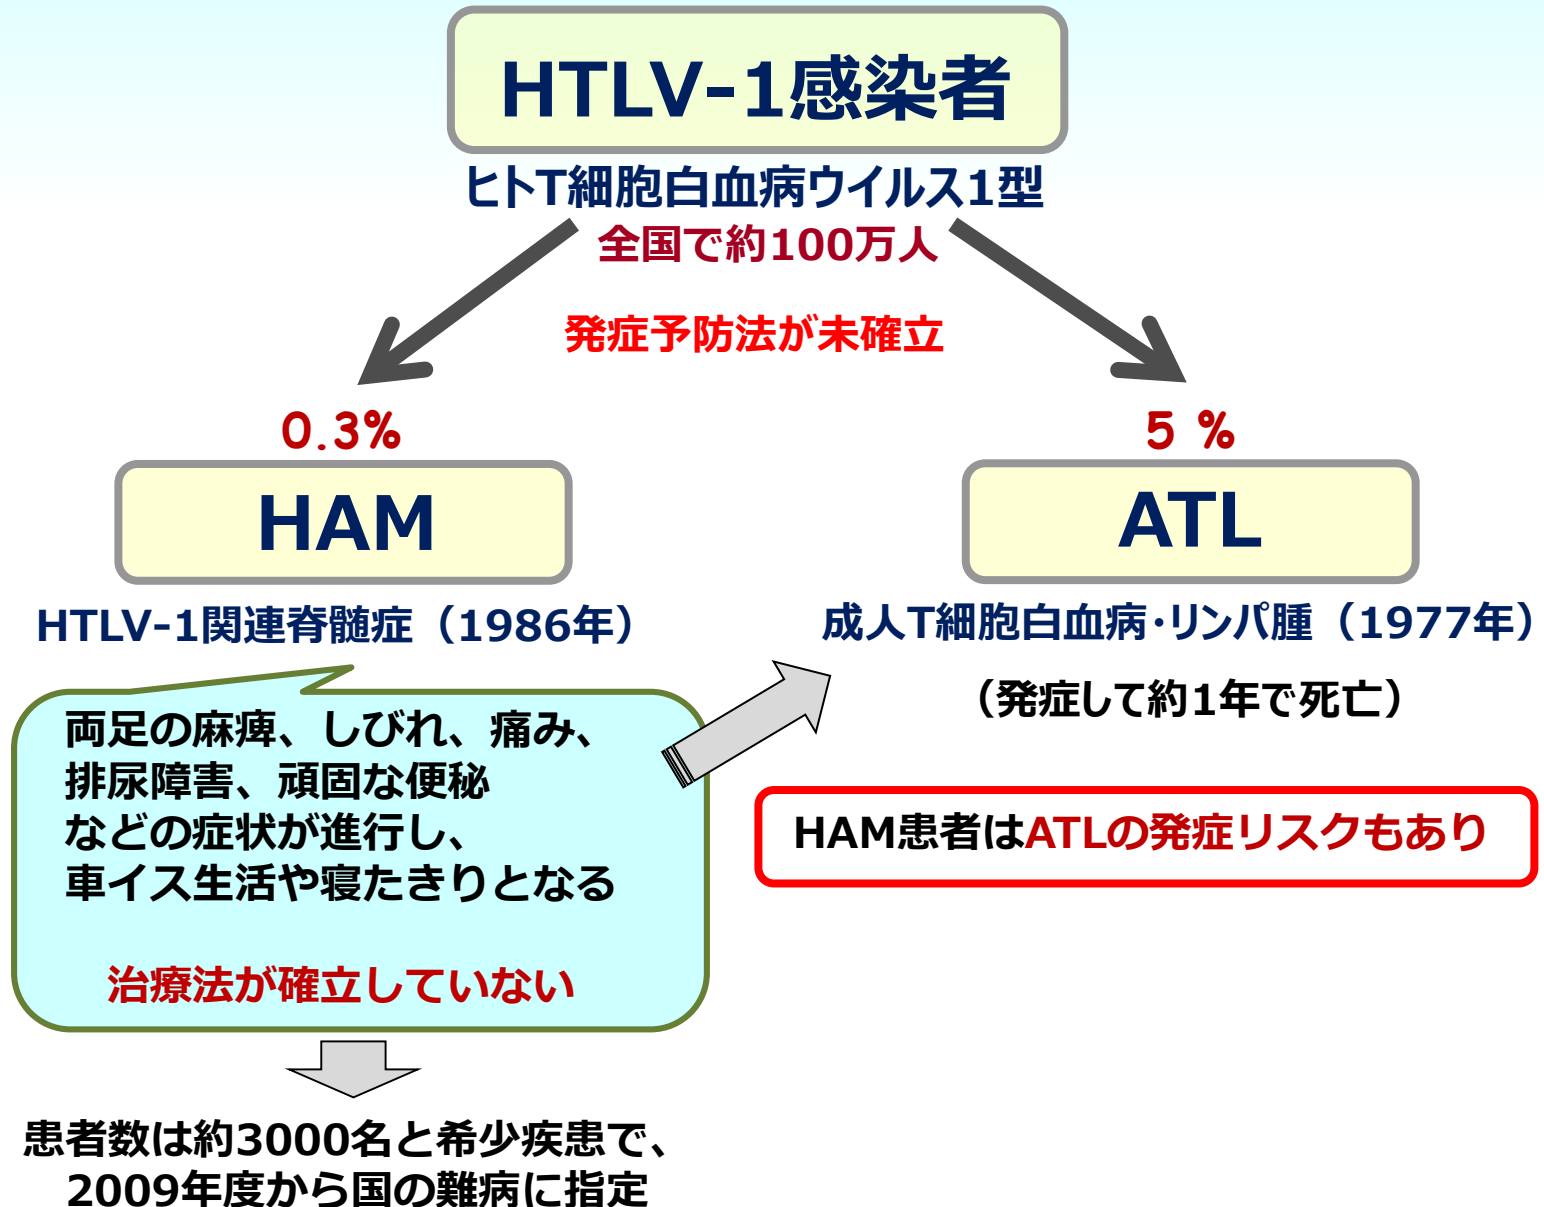 HTLV-1感染者
ヒトT細胞白血病ウイルス1型
全国で約100万人
発症予防法が未確立
0.3%
HAM
HTLV-1関連脊髄症（1986年）
両足の麻痺、しびれ、痛み、
排尿障害、頑固な便秘
などの症状が進行し、
車イス生活や寝たきりとなる
治療法が確立していない
患者数は約3000名と希少疾患で、
2009年度から国の難病に指定
5 %
ATL
成人T細胞白血病・リンパ腫（1977年）
（発症して約1年で死亡）
HAM患者はATLの発症リスクもあり